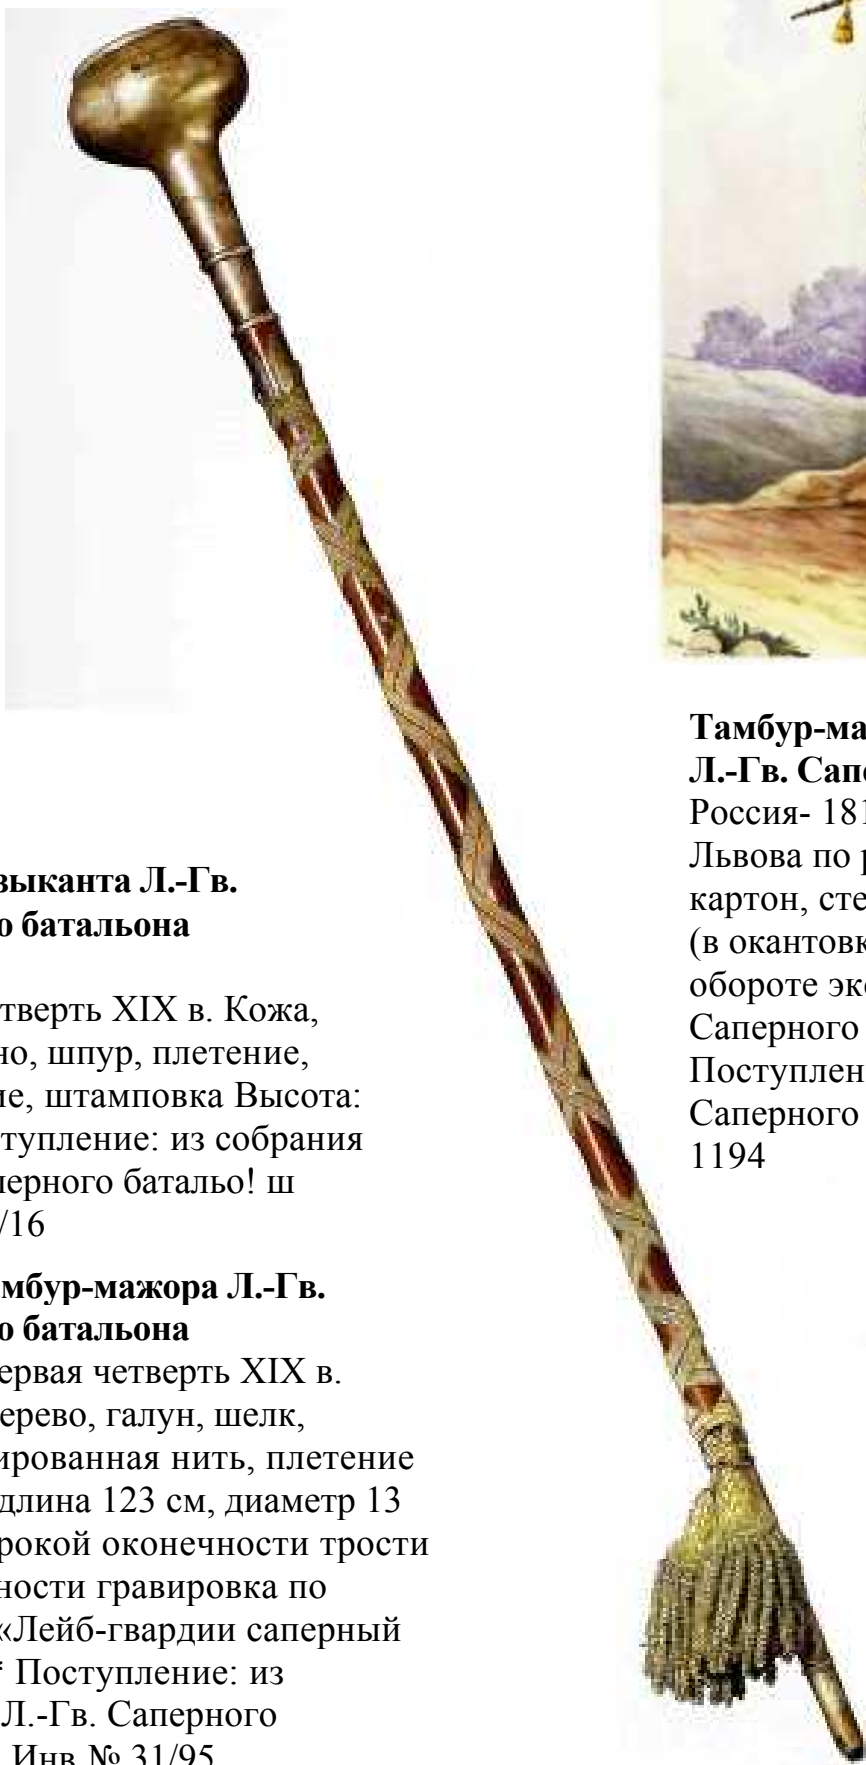 зыканта Л.-Гв.
о батальона
тверть XIX в. Кожа,
но, шпур, плетение,
ие, штамповка Высота:
ступление: из собрания
перного батальо! ш
/16
мбур-мажора Л.-Гв.
о батальона
ервая четверть XIX в.
ерево, галун, шелк,
ированная нить, плетение
длина 123 см, диаметр 13
рокой оконечности трости
ности гравировка по
«Лейб-гвардии саперный
* Поступление: из
Л.-Гв. Саперного
Инв № 31/95
Тамбур-ма
Л.-Гв. Сапе
Россия- 181
Львова по р
картон, сте
(в окантовк
обороте экс
Саперного
Поступлен
Саперного
1194